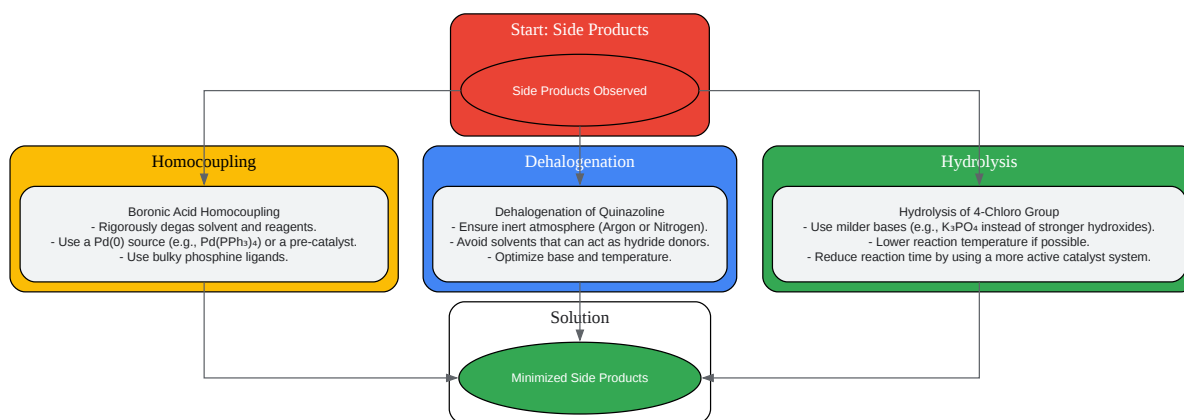 Start: Side Products
Side Products Observed
Homocoupling
Boronic Acid Homocoupling
- Rigorously degas solvent and reagents.
- Use a Pd(0) source (e.g., Pd(PPh₃)₄) or a pre-catalyst.
- Use bulky phosphine ligands.
Dehalogenation
Dehalogenation of Quinazoline
- Ensure inert atmosphere (Argon or Nitrogen).
- Avoid solvents that can act as hydride donors.
- Optimize base and temperature.
Hydrolysis
Hydrolysis of 4-Chloro Group
- Use milder bases (e.g., K₃PO₄ instead of stronger hydroxides).
- Lower reaction temperature if possible.
- Reduce reaction time by using a more active catalyst system.
Solution
Minimized Side Products